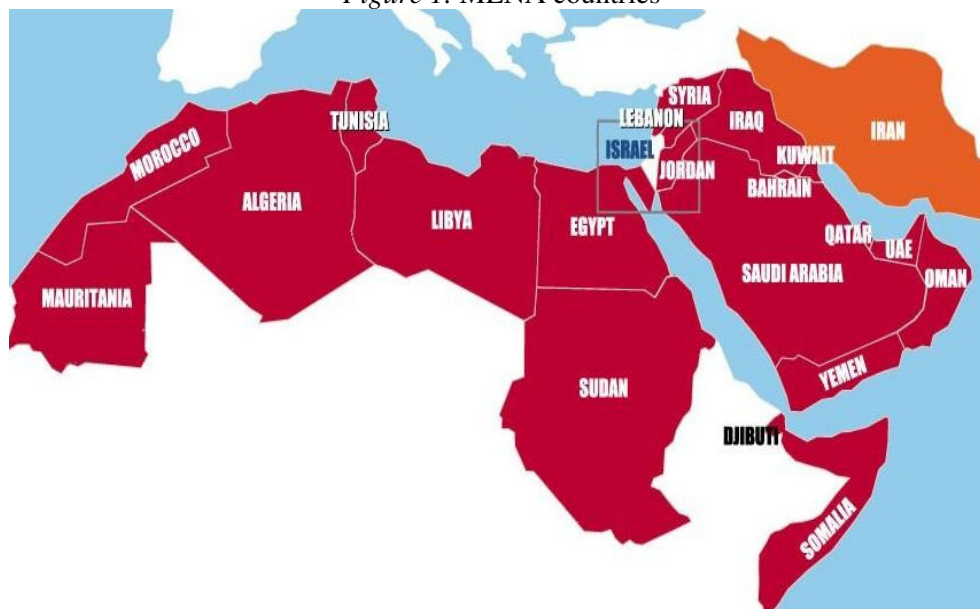 Figure 1. MENA countries
SYRIA
LEBANON
TUNISIA
IRAQ
IRAN
MOROCCO
ISRAEL
KUWAIT
JORDAN
BAHRAIN
ALGERIA
LIBYA
EGYPT
QATAR
UAE
SAUDI ARABIA
OMAN
MAURITANIA
YEMEN
SUDAN
DJIBUTI
SOMALIA